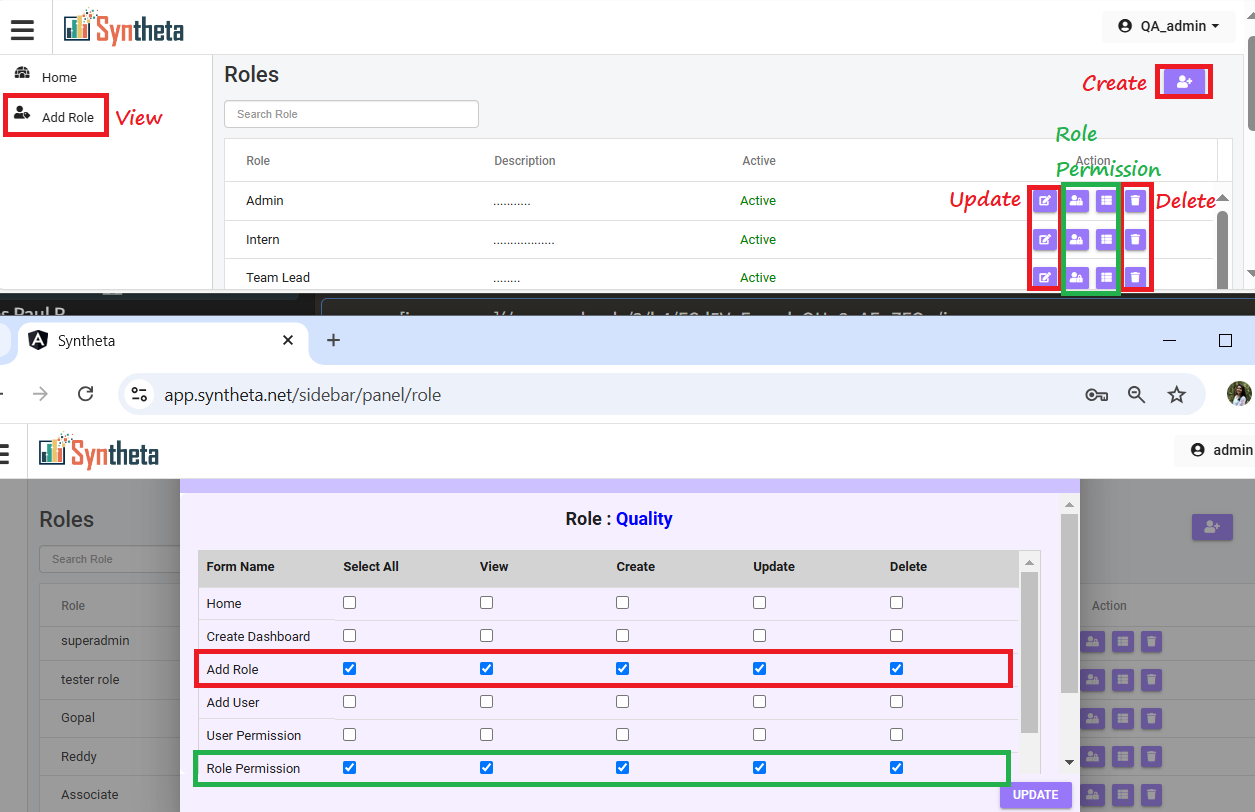 Syntheta
QA_admin
Home
Add Role
View
Roles
Create
Search Role
Role
Permission
Role Description Active Action
Admin ........... Active
Update
Delete
Intern .................. Active
Team Lead ........ Active
Syntheta
app.syntheta.net/sidebar/panel/role
Syntheta
admin
Roles
Search Role
Role
Action
superadmin
tester role
Gopal
Reddy
Associate
Role : Quality
Form Name Select All View Create Update Delete
Home
Create Dashboard
Add Role
Add User
User Permission
Role Permission
UPDATE